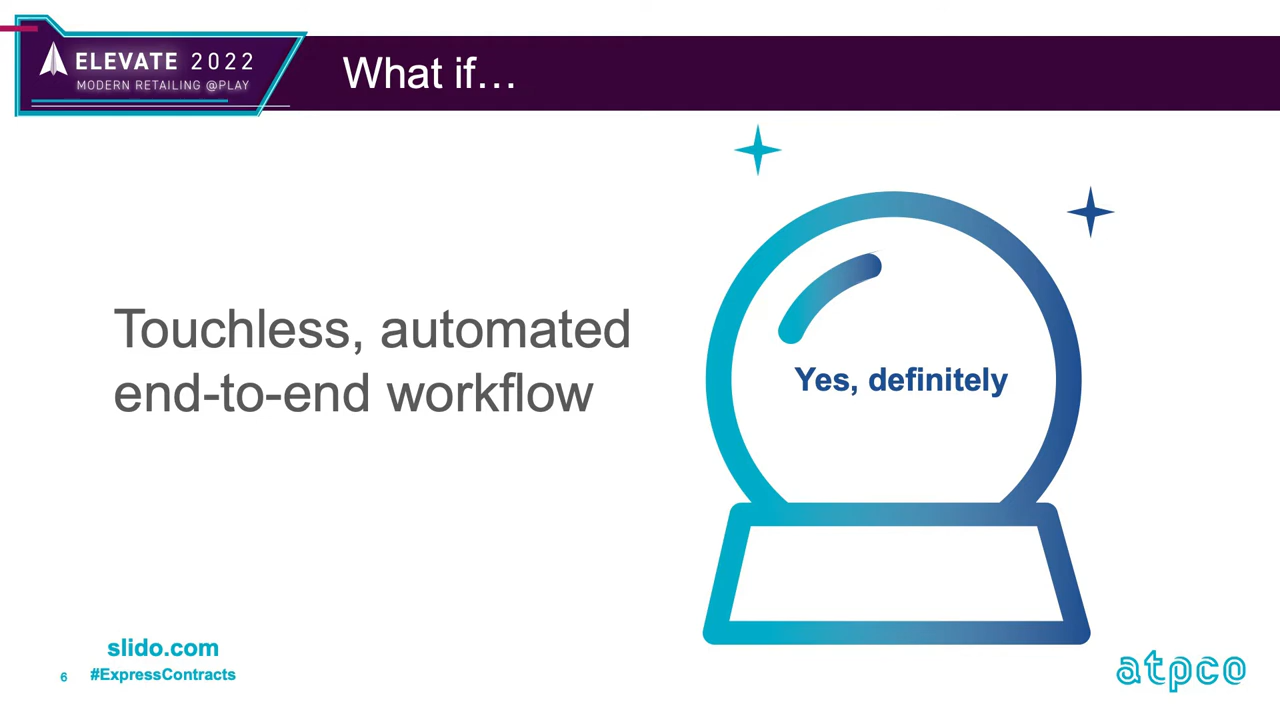 ELEVATE 2022
MODERN RETAILING @PLAY
What if…
Touchless, automated
end-to-end workflow
Yes, definitely
slido.com
6
#ExpressContracts
atpco